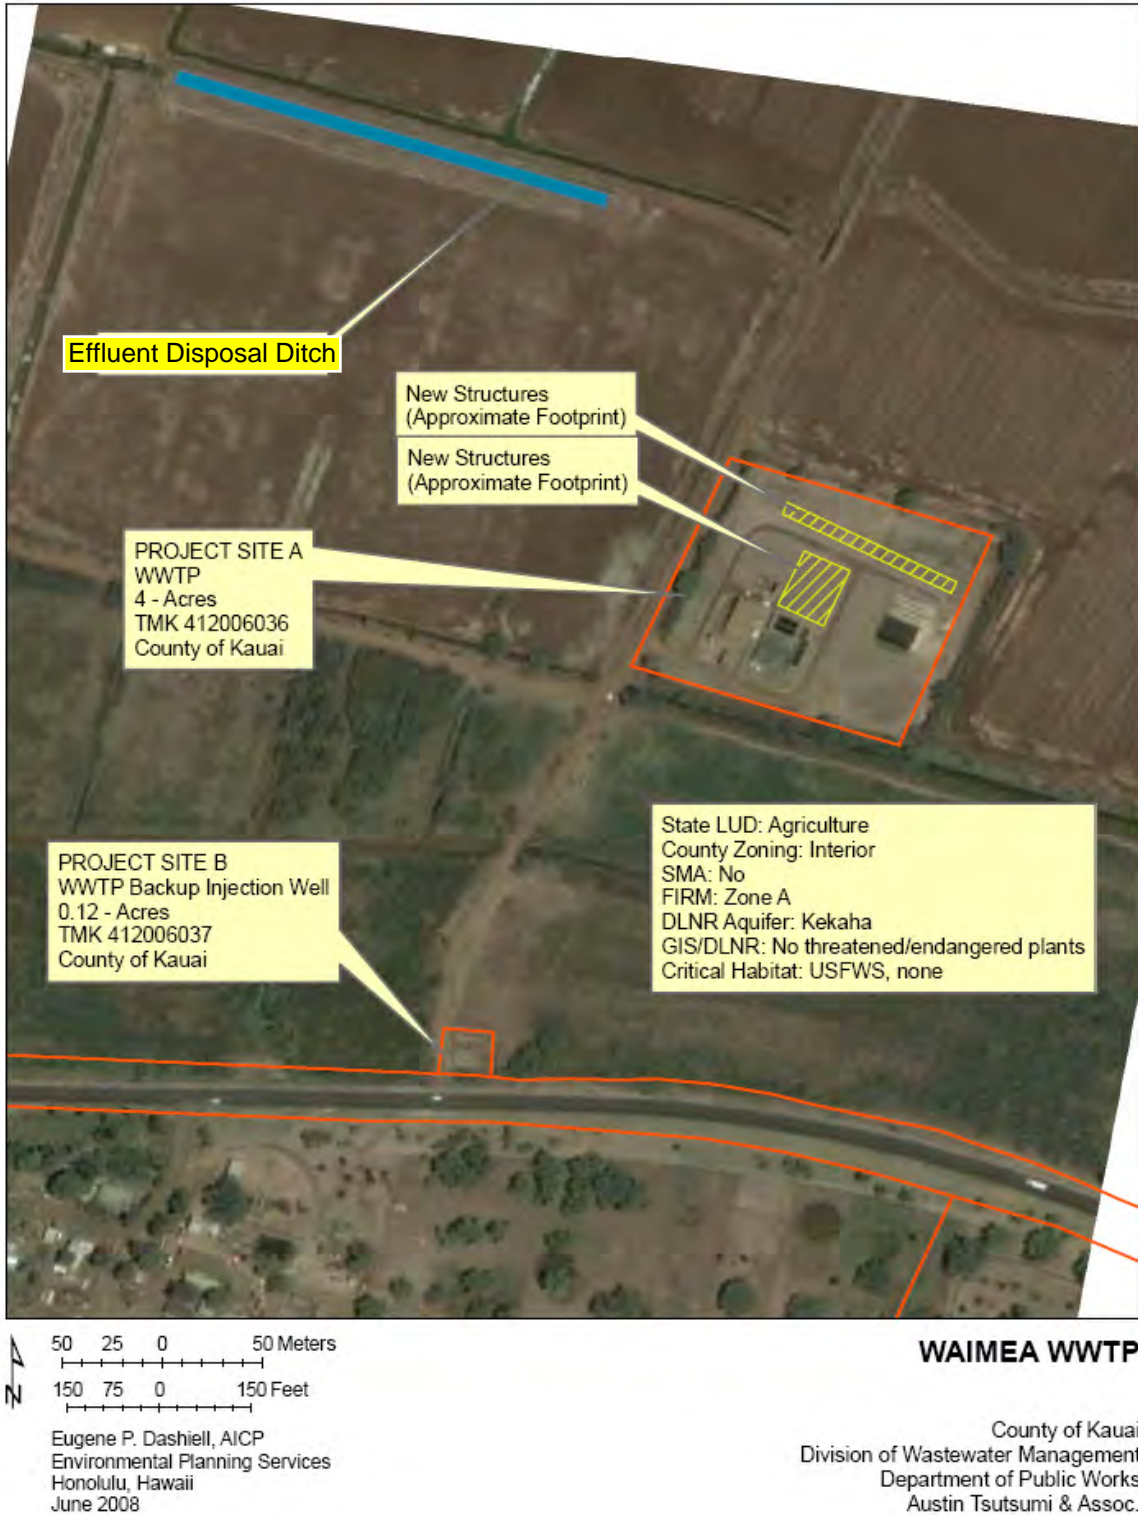 Effluent Disposal Ditch
New Structures
(Approximate Footprint)
New Structures
(Approximate Footprint)
PROJECT SITE A
WWTP
4 - Acres
TMK 412006036
County of Kauai
State LUD: Agriculture
County Zoning: Interior
SMA: No
FIRM: Zone A
DLNR Aquifer: Kekaha
GIS/DLNR: No threatened/endangered plants
Critical Habitat: USFWS, none
PROJECT SITE B
WWTP Backup Injection Well
0.12 - Acres
TMK 412006037
County of Kauai
N
50 25 0 50 Meters
150 75 0 150 Feet
Eugene P. Dashiell, AICP
Environmental Planning Services
Honolulu, Hawaii
June 2008
WAIMEA WWTP
County of Kauai
Division of Wastewater Management
Department of Public Works
Austin Tsutsumi & Assoc.